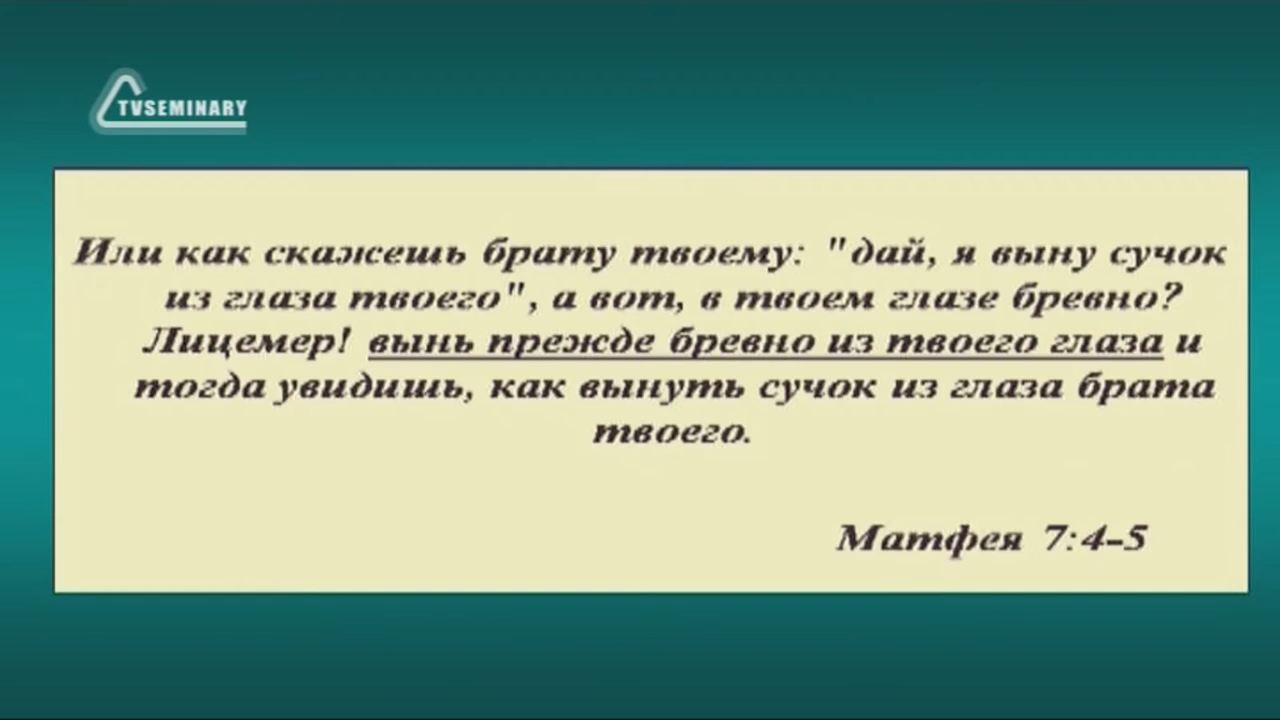 TVSEMINARY
Или как скажешь брату твоему: "дай, я выну сучок
из глаза твоего", а вот, в твоем глазе бревно?
Лицемер! вынь прежде бревно из твоего глаза и
тогда увидишь, как вынуть сучок из глаза брата
твоего.
Матфея 7:4-5